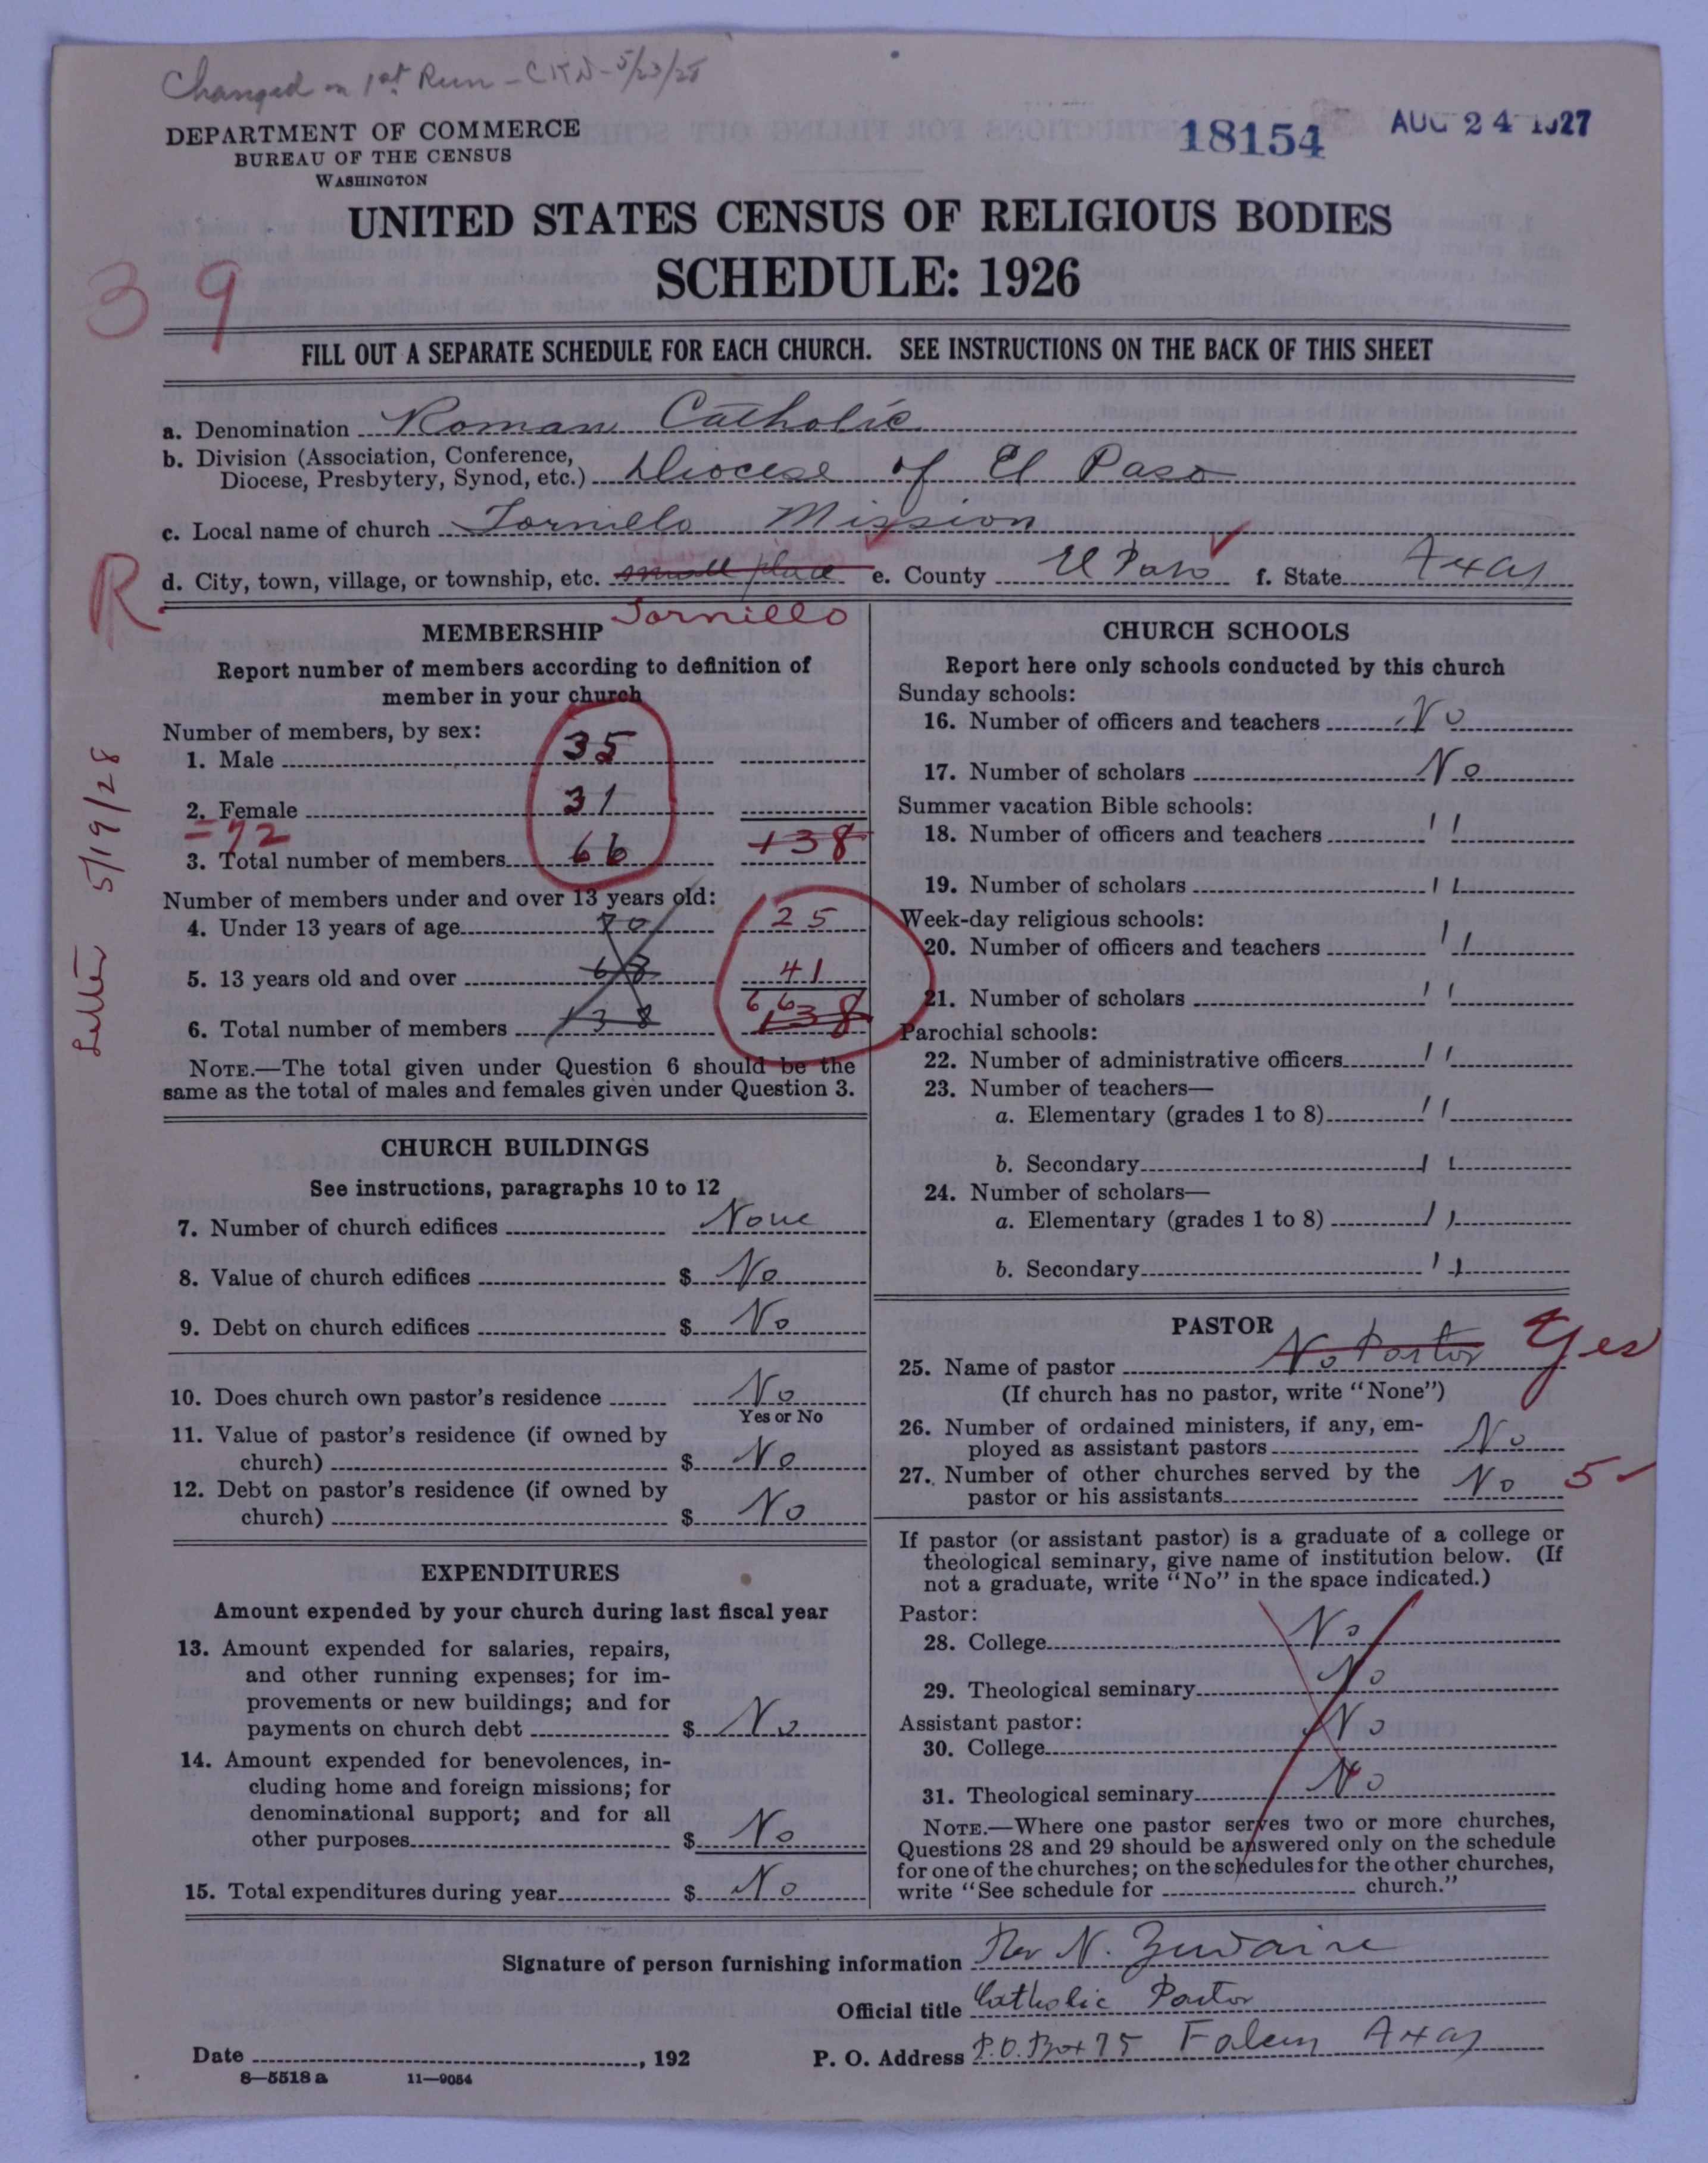 Changed on 1st Run - CKN - 5/23/28
DEPARTMENT OF COMMERCE
BUREAU OF THE CENSUS
WASHINGTON
18154
AUG 24 1927
UNITED STATES CENSUS OF RELIGIOUS BODIES
SCHEDULE: 1926
39
FILL OUT A SEPARATE SCHEDULE FOR EACH CHURCH. SEE INSTRUCTIONS ON THE BACK OF THIS SHEET
a. Denomination Roman Catholic
b. Division (Association, Conference,
Diocese, Presbytery, Synod, etc.) Diocese of El Paso
c. Local name of church Tornillo Mission
R
d. City, town, village, or township, etc. small place e. County El Paso f. State Texas
Tornillo
MEMBERSHIP
Report number of members according to definition of
member in your church
Number of members, by sex:
1. Male 35
2. Female 31
= 72
3. Total number of members 66 138
Number of members under and over 13 years old:
4. Under 13 years of age 70 25
5. 13 years old and over 68 41
66
6. Total number of members 138 138
NOTE.—The total given under Question 6 should be the
same as the total of males and females given under Question 3.
Letter 5/19/28
CHURCH BUILDINGS
See instructions, paragraphs 10 to 12
7. Number of church edifices None
8. Value of church edifices $ No
9. Debt on church edifices $ No
10. Does church own pastor's residence No
Yes or No
11. Value of pastor's residence (if owned by
church) $ No
12. Debt on pastor's residence (if owned by
church) $ No
EXPENDITURES
Amount expended by your church during last fiscal year
13. Amount expended for salaries, repairs,
and other running expenses; for im-
provements or new buildings; and for
payments on church debt $ No
14. Amount expended for benevolences, in-
cluding home and foreign missions; for
denominational support; and for all
other purposes $ No
15. Total expenditures during year $ No
CHURCH SCHOOLS
Report here only schools conducted by this church
Sunday schools:
16. Number of officers and teachers No
17. Number of scholars No
Summer vacation Bible schools:
18. Number of officers and teachers ''
19. Number of scholars ''
Week-day religious schools:
20. Number of officers and teachers ''
21. Number of scholars ''
Parochial schools:
22. Number of administrative officers ''
23. Number of teachers—
a. Elementary (grades 1 to 8) ''
b. Secondary ''
24. Number of scholars—
a. Elementary (grades 1 to 8) ''
b. Secondary ''
PASTOR
25. Name of pastor No Pastor Yes
(If church has no pastor, write "None")
26. Number of ordained ministers, if any, em-
ployed as assistant pastors No
27. Number of other churches served by the
pastor or his assistants No 5
If pastor (or assistant pastor) is a graduate of a college or
theological seminary, give name of institution below. (If
not a graduate, write "No" in the space indicated.)
Pastor:
28. College No
29. Theological seminary No
Assistant pastor:
30. College No
31. Theological seminary No
NOTE.—Where one pastor serves two or more churches,
Questions 28 and 29 should be answered only on the schedule
for one of the churches; on the schedules for the other churches,
write "See schedule for church."
Signature of person furnishing information Rev N. Zuvaire
Official title Catholic Pastor
Date , 192 P. O. Address P.O. Box 75 Texas
8—5518 a 11—9054